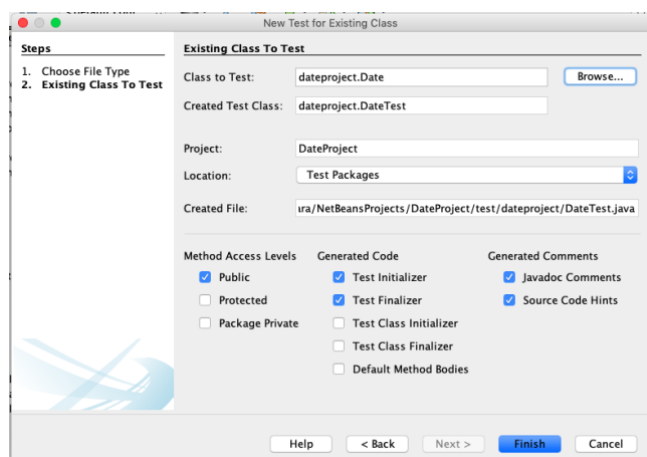 New Test for Existing Class
Steps
1. Choose File Type
2. Existing Class To Test
Existing Class To Test
Class to Test: dateproject.Date Browse...
Created Test Class: dateproject.DateTest
Project: DateProject
Location: Test Packages
Created File: ara/NetBeansProjects/DateProject/test/dateproject/DateTest.java
Method Access Levels Generated Code Generated Comments
Public Test Initializer Javadoc Comments
Protected Test Finalizer Source Code Hints
Package Private Test Class Initializer
Test Class Finalizer
Default Method Bodies
Help < Back Next > Finish Cancel